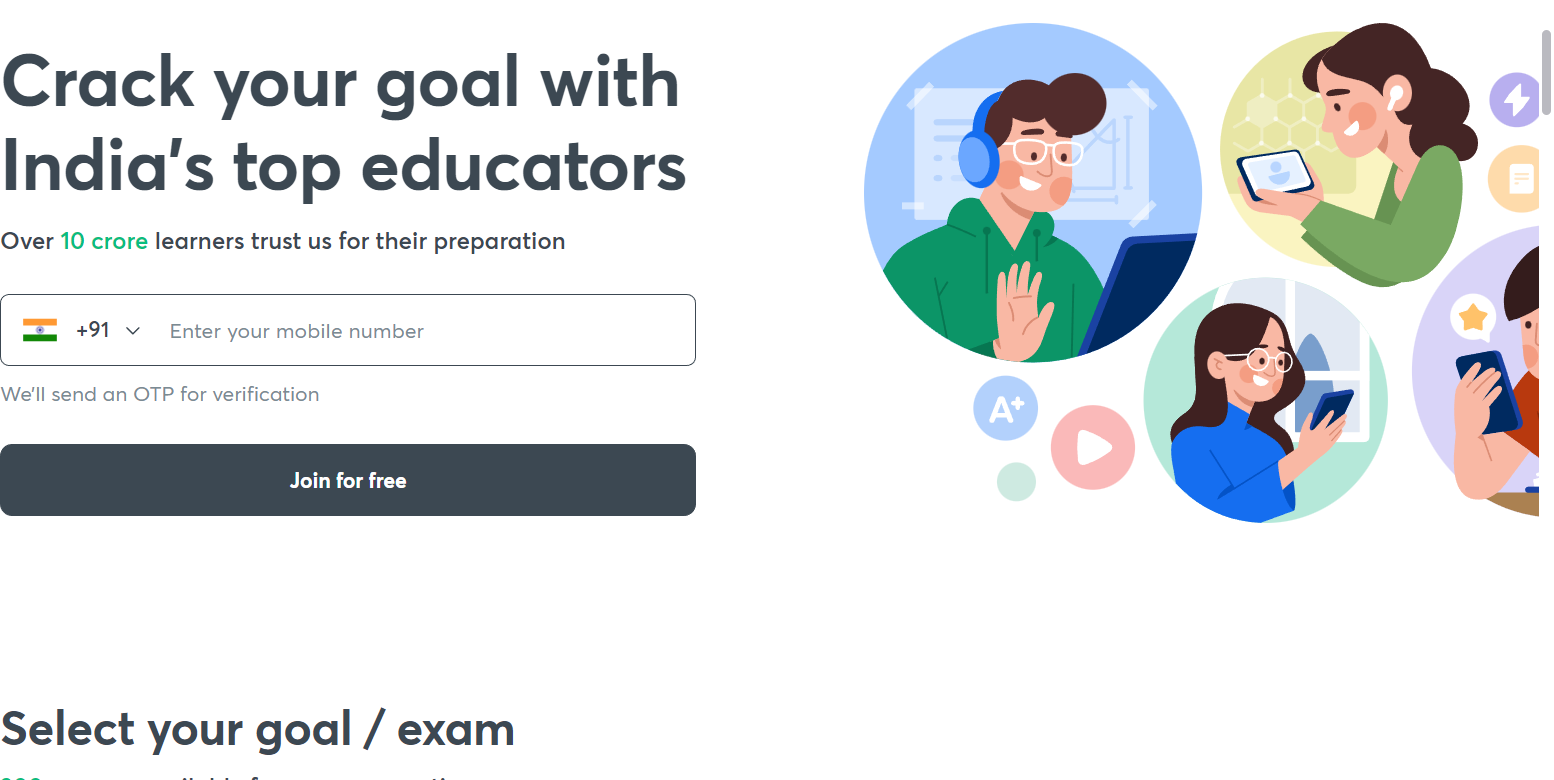 Crack your goal with
India's top educators
Over 10 crore learners trust us for their preparation
+91 Enter your mobile number
We'll send an OTP for verification
Join for free
A+
Select your goal / exam